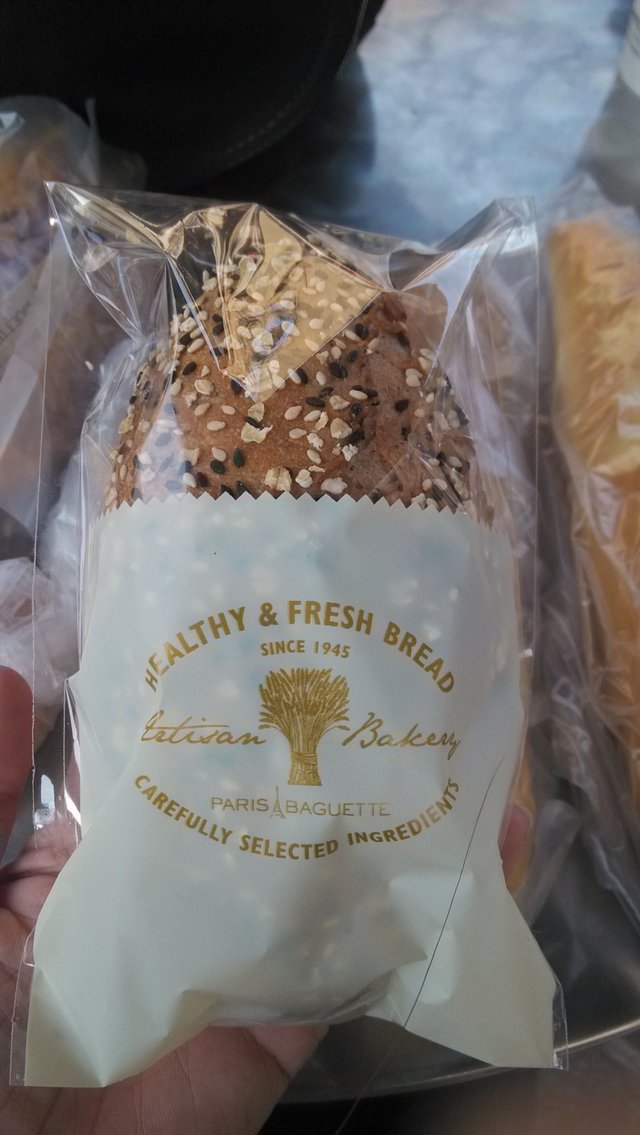 HEALTHY & FRESH BREAD
SINCE 1945
Artisan Bakery
PARIS BAGUETTE
CAREFULLY SELECTED INGREDIENTS